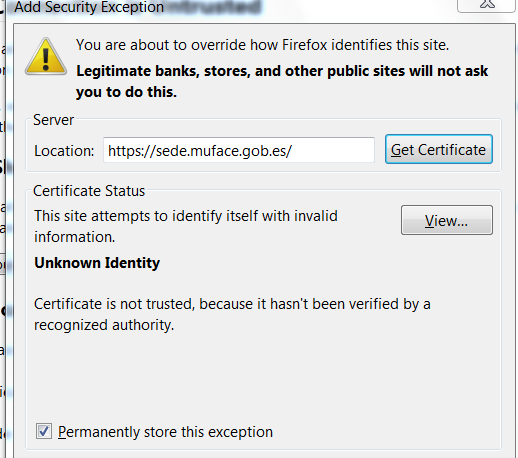 Add Security Exception
You are about to override how Firefox identifies this site.
Legitimate banks, stores, and other public sites will not ask
you to do this.
Server
Location: https://sede.muface.gob.es/ Get Certificate
Certificate Status
This site attempts to identify itself with invalid
information.
View...
Unknown Identity
Certificate is not trusted, because it hasn't been verified by a
recognized authority.
Permanently store this exception